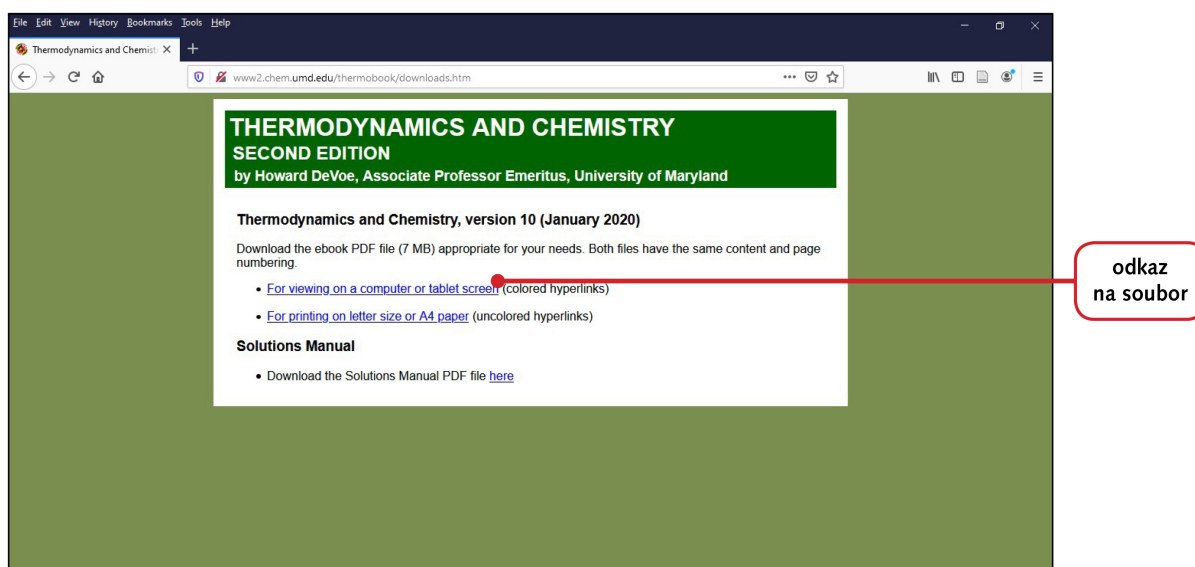 File Edit View History Bookmarks Tools Help
Thermodynamics and Chemist
www2.chem.umd.edu/thermobook/downloads.htm
THERMODYNAMICS AND CHEMISTRY
SECOND EDITION
by Howard DeVoe, Associate Professor Emeritus, University of Maryland
Thermodynamics and Chemistry, version 10 (January 2020)
Download the ebook PDF file (7 MB) appropriate for your needs. Both files have the same content and page
numbering.
• For viewing on a computer or tablet screen (colored hyperlinks)
• For printing on letter size or A4 paper (uncolored hyperlinks)
Solutions Manual
• Download the Solutions Manual PDF file here
odkaz
na soubor